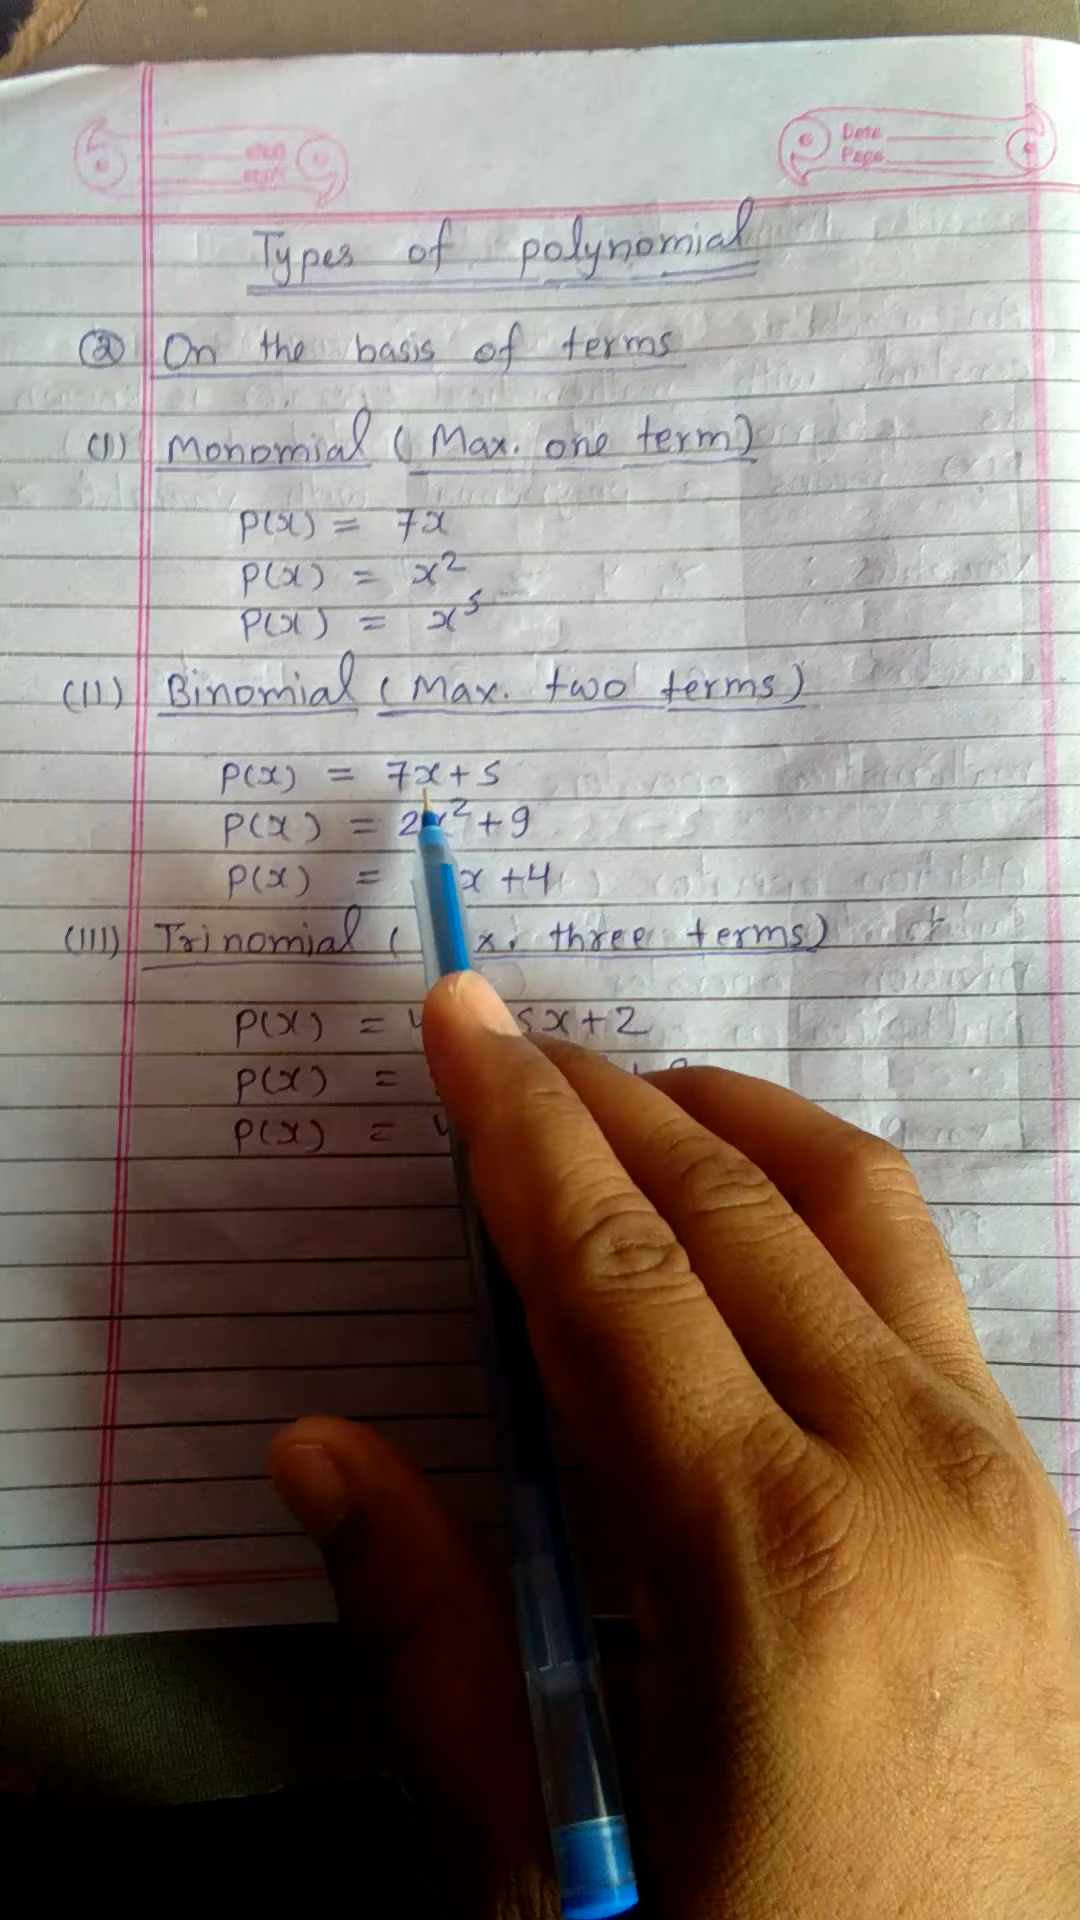 Date
Page
Types of polynomial
② On the basis of terms
(I) Monomial (Max. one term)
P(x) = 7x
P(x) = x²
P(x) = x⁵
(II) Binomial (Max. two terms)
P(x) = 7x+5
P(x) = 2x²+9
P(x) = x+4
(III) Trinomial ( x. three terms)
P(x) = 5x+2
P(x) =
P(x) =